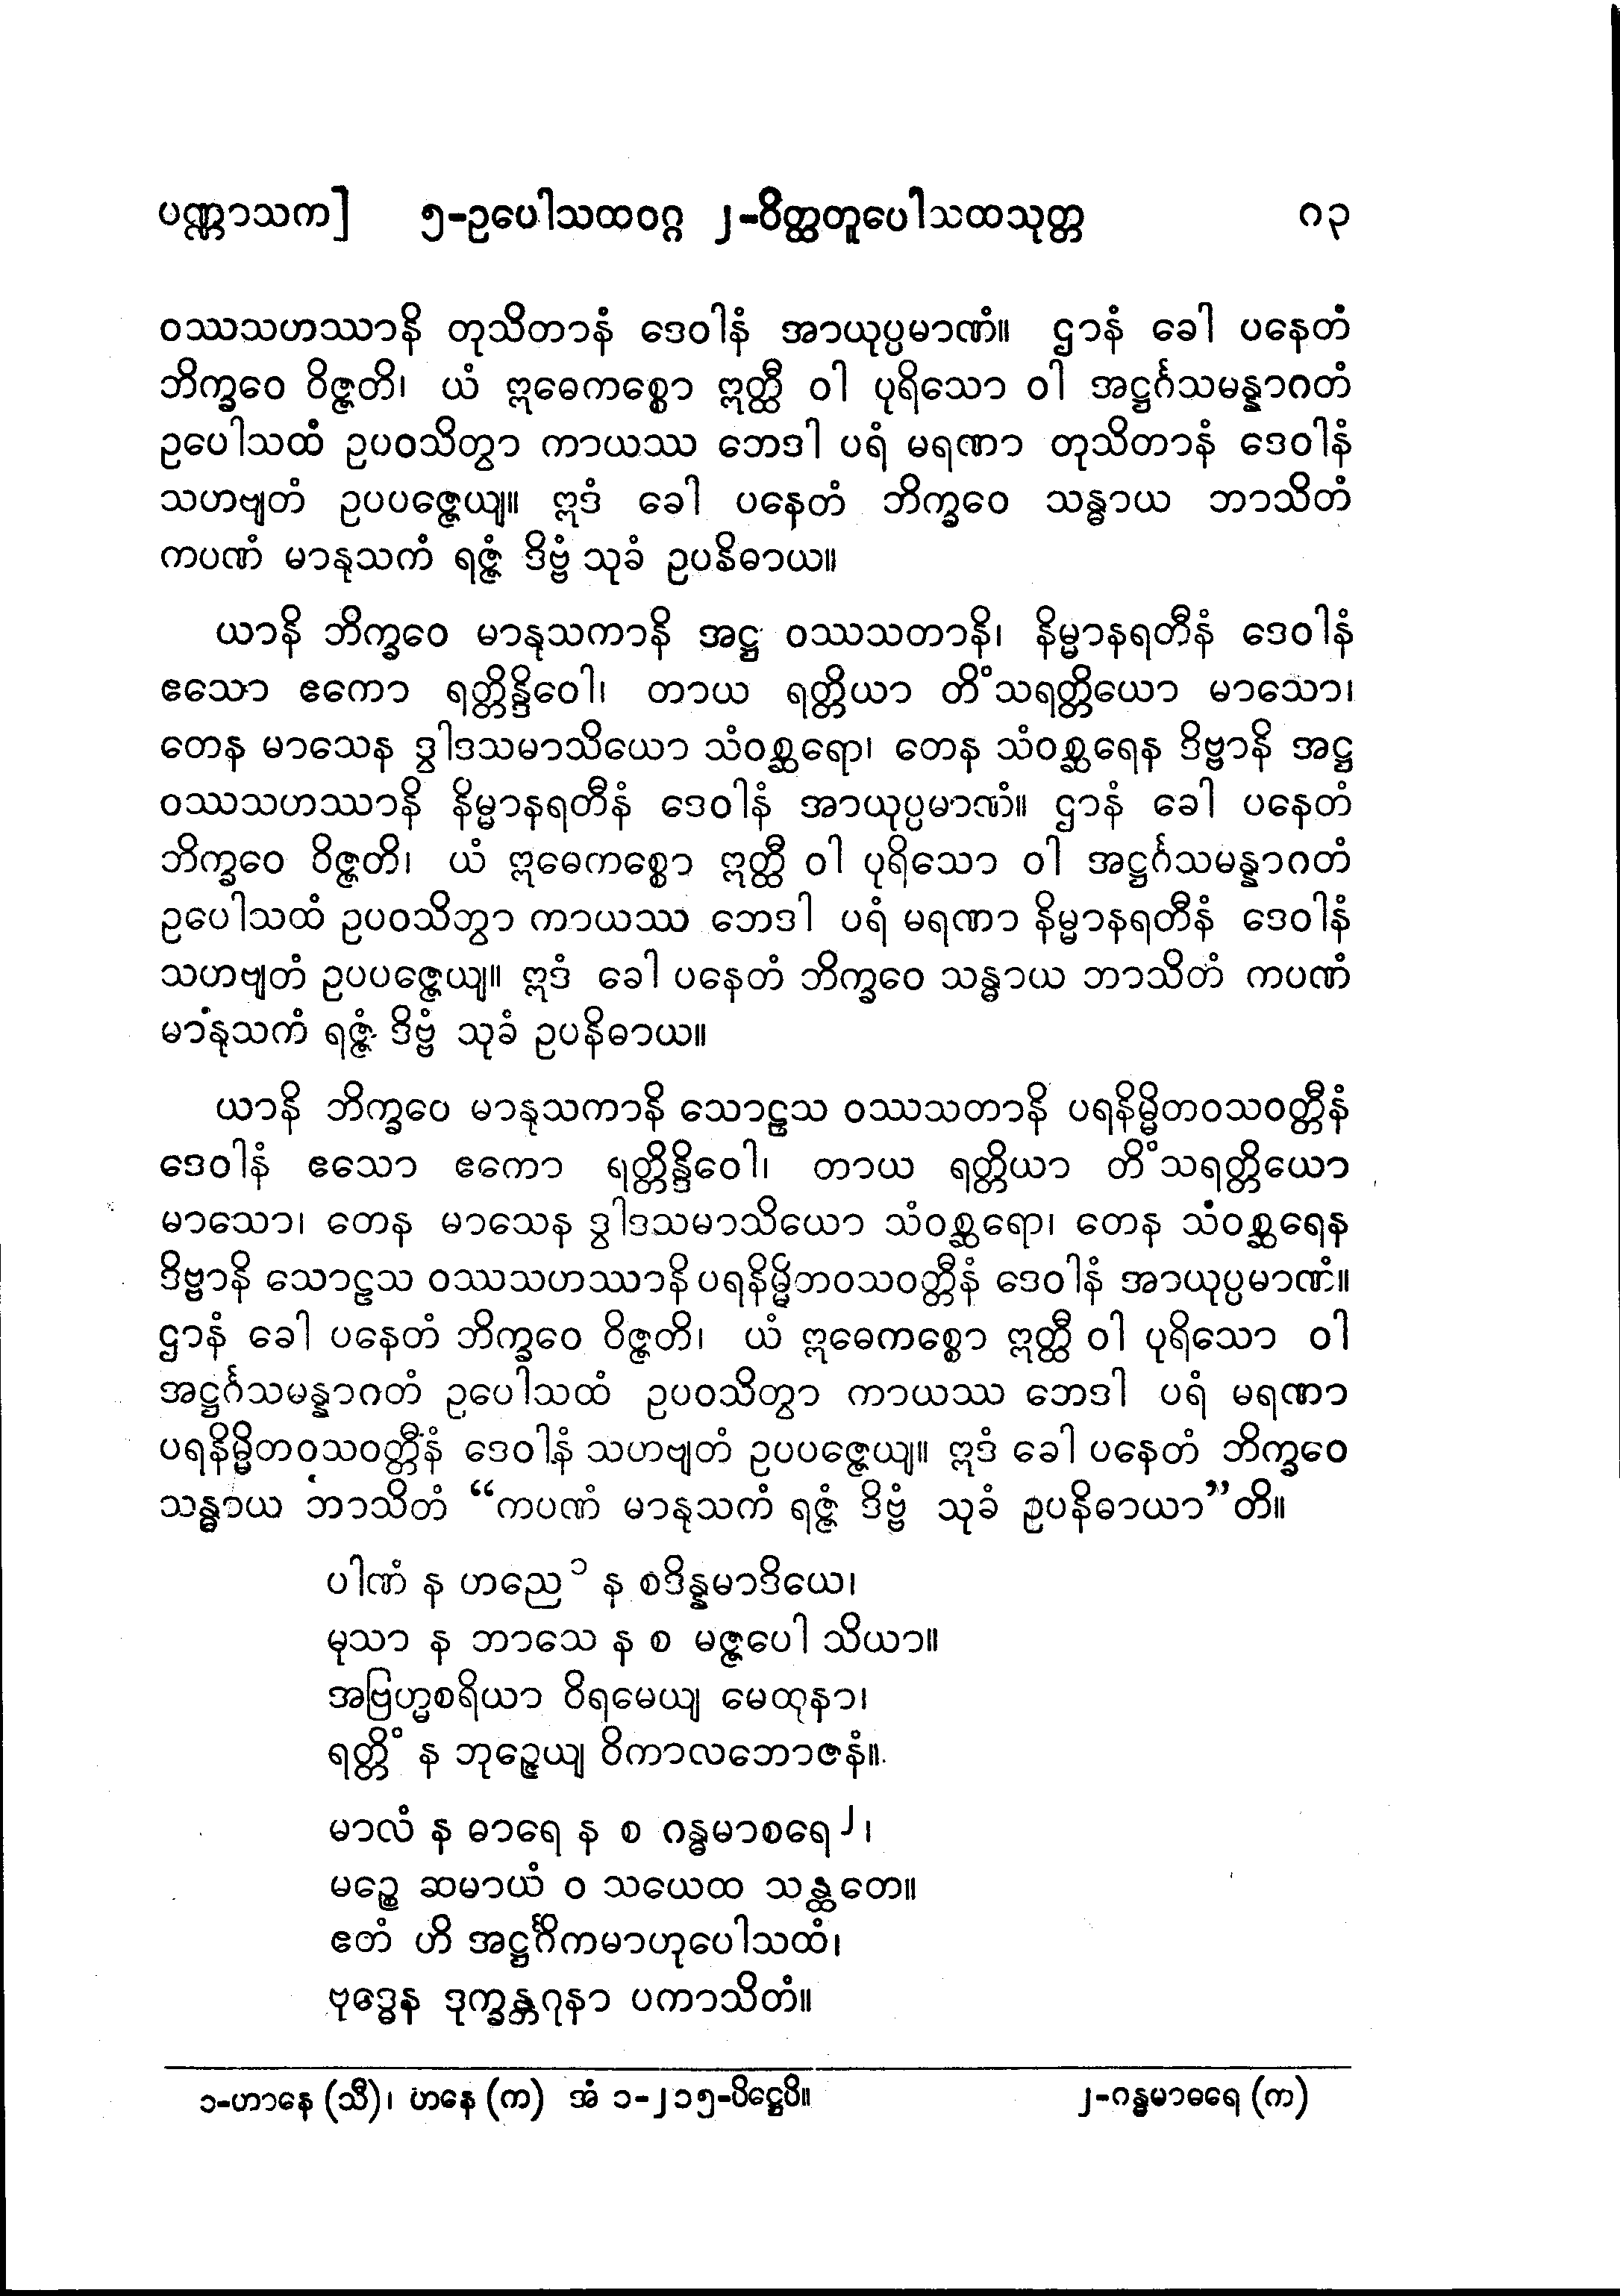 ပဏ္ဏာသက] ၅-ဥပေါသထဝဂ္ဂ ၂-ဝိတ္ထတူပေါသထသုတ္တ ဂ၃
ဝဿသဟဿာနိ တုသိတာနံ ဒေဝါနံ အာယုပ္ပမာဏံ။ ဌာနံ ခေါ ပနေတံ
ဘိက္ခဝေ ဝိဇ္ဇတိ၊ ယံ ဣဓေကစ္စော ဣတ္ထီ ဝါ ပုရိသော ဝါ အဋ္ဌင်္ဂသမန္နာဂတံ
ဥပေါသထံ ဥပဝသိတွာ ကာယဿ ဘေဒါ ပရံ မရဏာ တုသိတာနံ ဒေဝါနံ
သဟဗျတံ ဥပပဇ္ဇေယျ။ ဣဒံ ခေါ ပနေတံ ဘိက္ခဝေ သန္ဓာယ ဘာသိတံ
ကပဏံ မာနုသကံ ရဇ္ဇံ ဒိဗ္ဗံ သုခံ ဥပနိဓာယ။
ယာနိ ဘိက္ခဝေ မာနုသကာနိ အဋ္ဌ ဝဿသတာနိ၊ နိမ္မာနရတီနံ ဒေဝါနံ
ဧသော ဧကော ရတ္တိန္ဒိဝေါ၊ တာယ ရတ္တိယာ တိံသရတ္တိယော မာသော၊
တေန မာသေန ဒွါဒသမာသိယော သံဝစ္ဆရော၊ တေန သံဝစ္ဆရေန ဒိဗ္ဗာနိ အဋ္ဌ
ဝဿသဟဿာနိ နိမ္မာနရတီနံ ဒေဝါနံ အာယုပ္ပမာဏံ။ ဌာနံ ခေါ ပနေတံ
ဘိက္ခဝေ ဝိဇ္ဇတိ၊ ယံ ဣဓေကစ္စော ဣတ္ထီ ဝါ ပုရိသော ဝါ အဋ္ဌင်္ဂသမန္နာဂတံ
ဥပေါသထံ ဥပဝသိဘွာ ကာယဿ ဘေဒါ ပရံ မရဏာ နိမ္မာနရတီနံ ဒေဝါနံ
သဟဗျတံ ဥပပဇ္ဇေယျ။ ဣဒံ ခေါ ပနေတံ ဘိက္ခဝေ သန္ဓာယ ဘာသိတံ ကပဏံ
မာနုသကံ ရဇ္ဇံ ဒိဗ္ဗံ သုခံ ဥပနိဓာယ။
ယာနိ ဘိက္ခဝေ မာနုသကာနိ သောဠသ ဝဿသတာနိ ပရနိမ္မိတဝသဝတ္တီနံ
ဒေဝါနံ ဧသော ဧကော ရတ္တိန္ဒိဝေါ၊ တာယ ရတ္တိယာ တိံသရတ္တိယော
မာသော၊ တေန မာသေန ဒွါဒသမာသိယော သံဝစ္ဆရော၊ တေန သံဝစ္ဆရေန
ဒိဗ္ဗာနိ သောဠသ ဝဿသဟဿာနိ ပရနိမ္မိဘဝသဝတ္တီနံ ဒေဝါနံ အာယုပ္ပမာဏံ။
ဌာနံ ခေါ ပနေတံ ဘိက္ခဝေ ဝိဇ္ဇတိ၊ ယံ ဣဓေကစ္စော ဣတ္ထီ ဝါ ပုရိသော ဝါ
အဋ္ဌင်္ဂသမန္နာဂတံ ဥပေါသထံ ဥပဝသိတွာ ကာယဿ ဘေဒါ ပရံ မရဏာ
ပရနိမ္မိတဝသဝတ္တီနံ ဒေဝါနံ သဟဗျတံ ဥပပဇ္ဇေယျ။ ဣဒံ ခေါ ပနေတံ ဘိက္ခဝေ
သန္ဓာယ ဘာသိတံ “ကပဏံ မာနုသကံ ရဇ္ဇံ ဒိဗ္ဗံ သုခံ ဥပနိဓာယာ”တိ။
ပါဏံ န ဟညေ ၁ န စဒိန္နမာဒိယေ၊
မုသာ န ဘာသေ န စ မဇ္ဇပေါ သိယာ။
အဗြဟ္မစရိယာ ဝိရမေယျ မေထုနာ၊
ရတ္တိံ န ဘုဉ္ဇေယျ ဝိကာလဘောဇနံ။
မာလံ န ဓာရေ န စ ဂန္ဓမာစရေ ၂၊
မဉ္စေ ဆမာယံ ဝ သယေထ သန္ထတေ။
ဧတံ ဟိ အဋ္ဌင်္ဂိကမာဟုပေါသထံ၊
ဗုဒ္ဓေန ဒုက္ခန္တဂုနာ ပကာသိတံ။
၁-ဟာနေ (သီ)၊ ဟနေ (က) အံ ၁-၂၁၅-ပိဋ္ဌေပိ။ ၂-ဂန္ဓမာဓရေ (က)